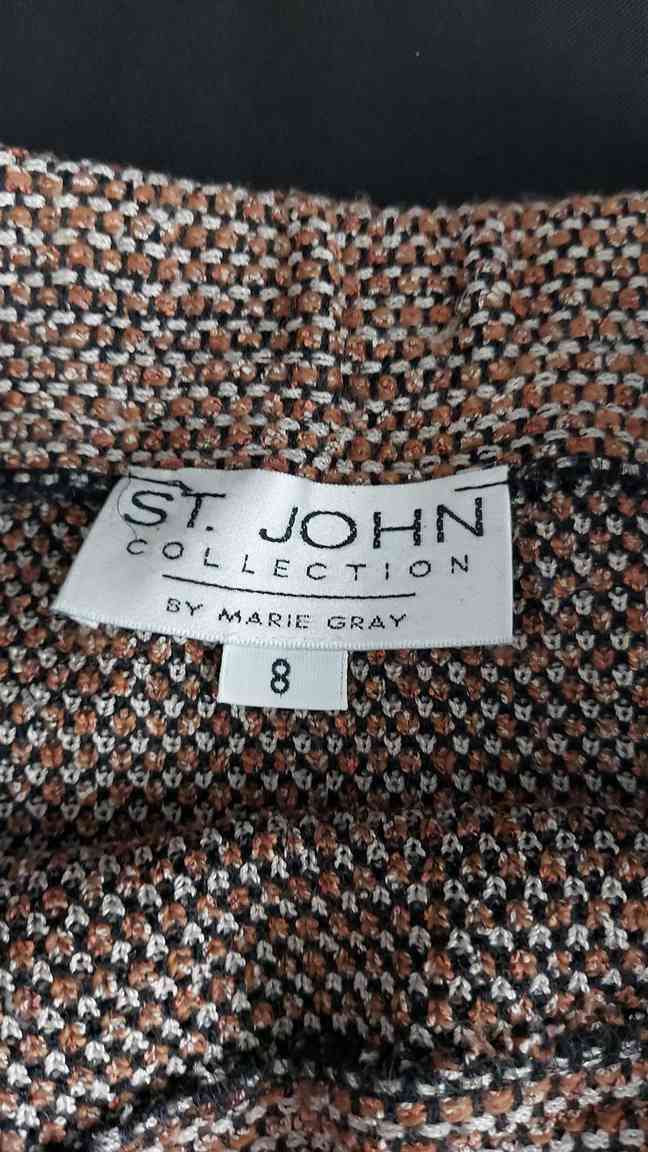 ST. JOHN
COLLECTION
BY MARIE GRAY
8